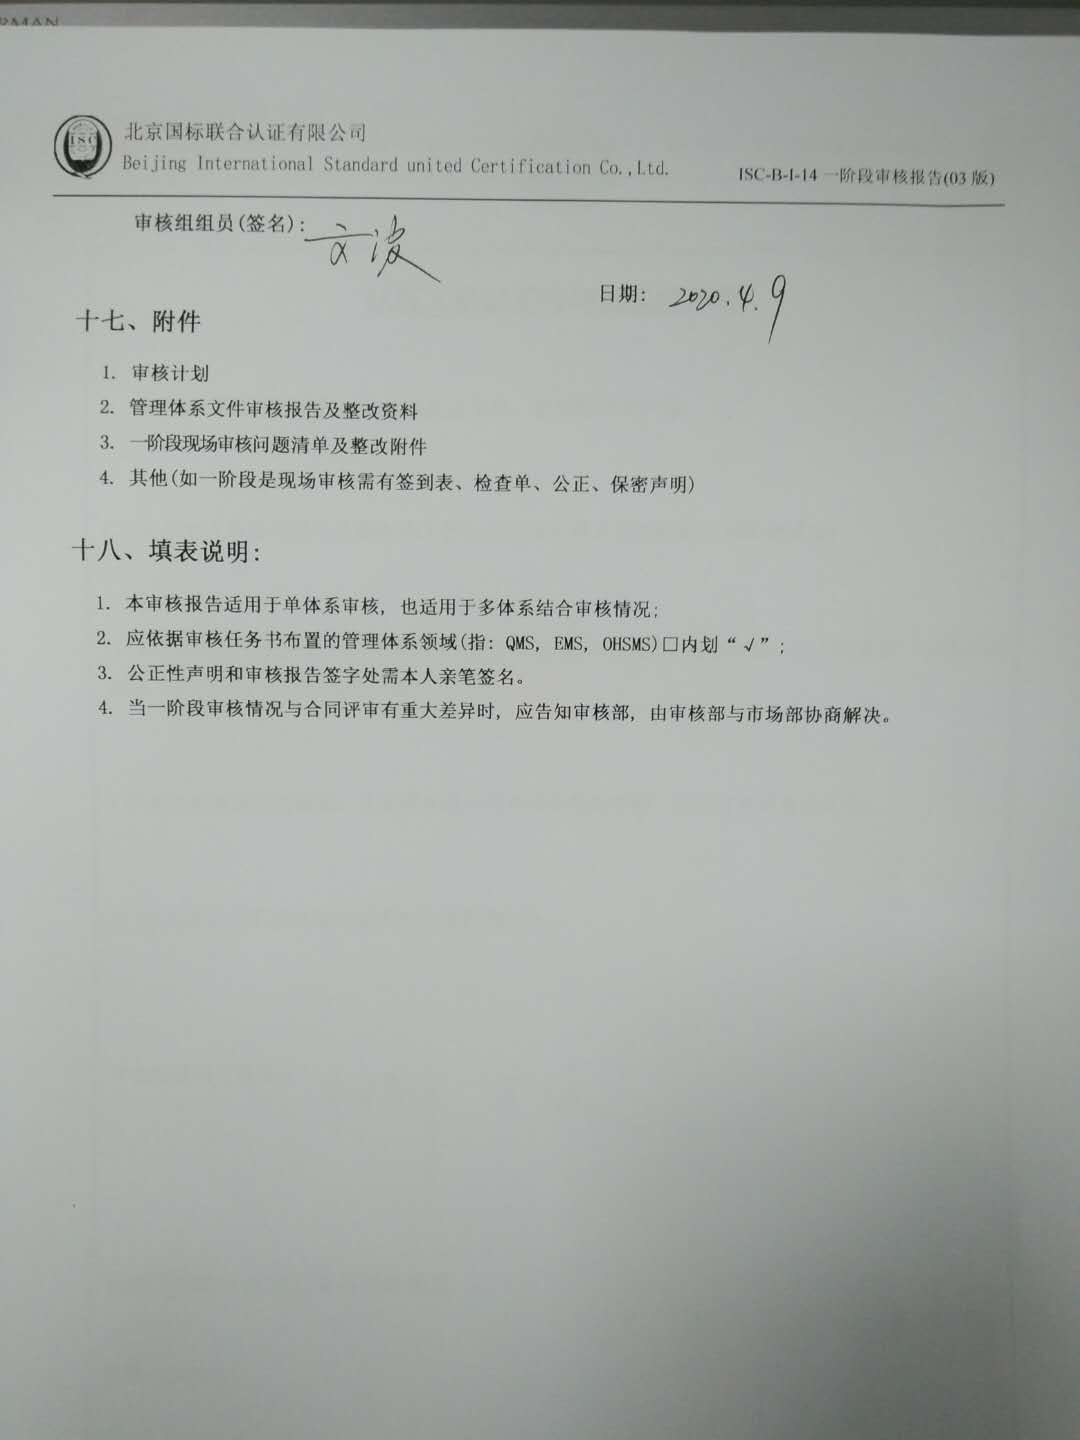 RMAN
ISC
北京国标联合认证有限公司
Beijing International Standard united Certification Co.,Ltd.
ISC-B-I-14 一阶段审核报告(03 版)
审核组组员(签名): 文波
日期: 2020.4.9
十七、附件
1. 审核计划
2. 管理体系文件审核报告及整改资料
3. 一阶段现场审核问题清单及整改附件
4. 其他(如一阶段是现场审核需有签到表、检查单、公正、保密声明)
十八、填表说明:
1. 本审核报告适用于单体系审核, 也适用于多体系结合审核情况;
2. 应依据审核任务书布置的管理体系领域(指: QMS, EMS, OHSMS)□内划“√”;
3. 公正性声明和审核报告签字处需本人亲笔签名。
4. 当一阶段审核情况与合同评审有重大差异时, 应告知审核部, 由审核部与市场部协商解决。